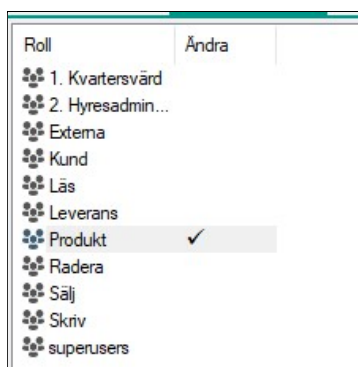 Roll Ändra
1. Kvartersvärd
2. Hyresadmin...
Externa
Kund
Läs
Leverans
Produkt ✓
Radera
Sälj
Skriv
superusers